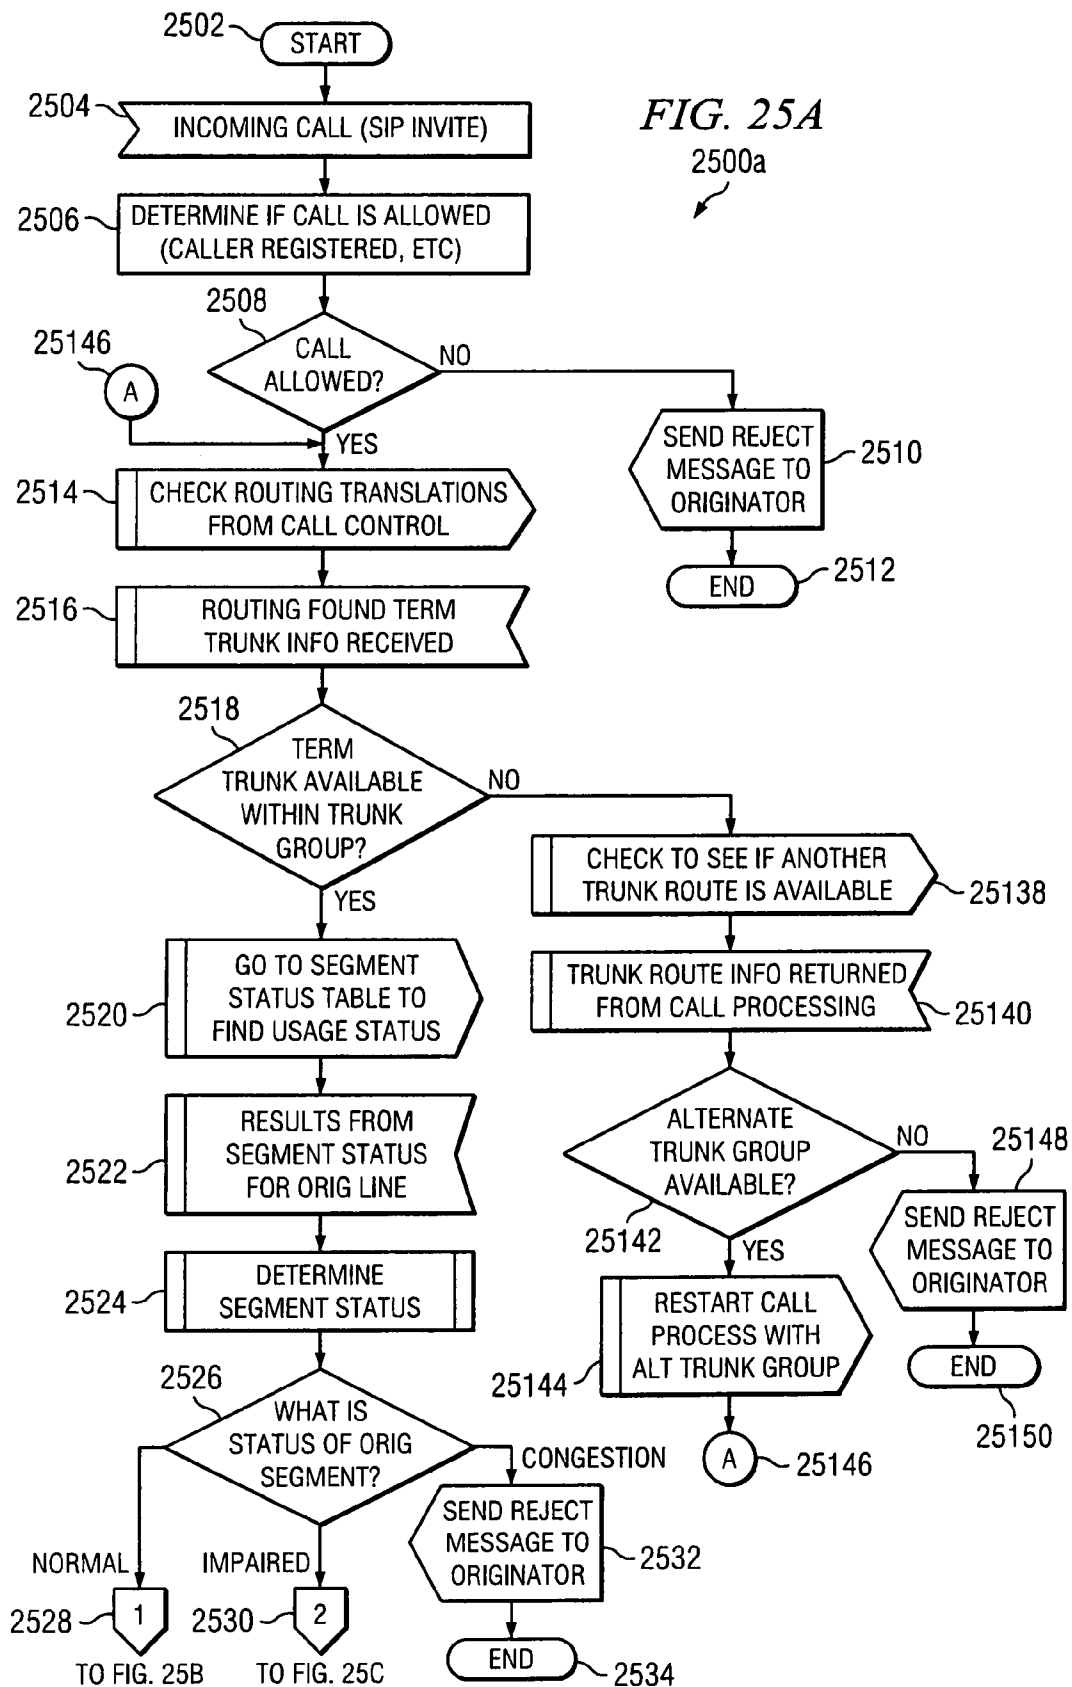 2502
START
2504
INCOMING CALL (SIP INVITE)
FIG. 25A
2500a
2506
DETERMINE IF CALL IS ALLOWED
(CALLER REGISTERED, ETC)
2508
CALL
ALLOWED?
NO
25146
A
YES
SEND REJECT
MESSAGE TO
ORIGINATOR
2510
END
2512
2514
CHECK ROUTING TRANSLATIONS
FROM CALL CONTROL
2516
ROUTING FOUND TERM
TRUNK INFO RECEIVED
2518
TERM
TRUNK AVAILABLE
WITHIN TRUNK
GROUP?
NO
YES
CHECK TO SEE IF ANOTHER
TRUNK ROUTE IS AVAILABLE
25138
TRUNK ROUTE INFO RETURNED
FROM CALL PROCESSING
25140
2520
GO TO SEGMENT
STATUS TABLE TO
FIND USAGE STATUS
2522
RESULTS FROM
SEGMENT STATUS
FOR ORIG LINE
ALTERNATE
TRUNK GROUP
AVAILABLE?
NO
25142
YES
25148
SEND REJECT
MESSAGE TO
ORIGINATOR
END
25150
2524
DETERMINE
SEGMENT STATUS
25144
RESTART CALL
PROCESS WITH
ALT TRUNK GROUP
A
25146
2526
WHAT IS
STATUS OF ORIG
SEGMENT?
CONGESTION
SEND REJECT
MESSAGE TO
ORIGINATOR
2532
END
2534
NORMAL
IMPAIRED
2528
1
2530
2
TO FIG. 25B
TO FIG. 25C